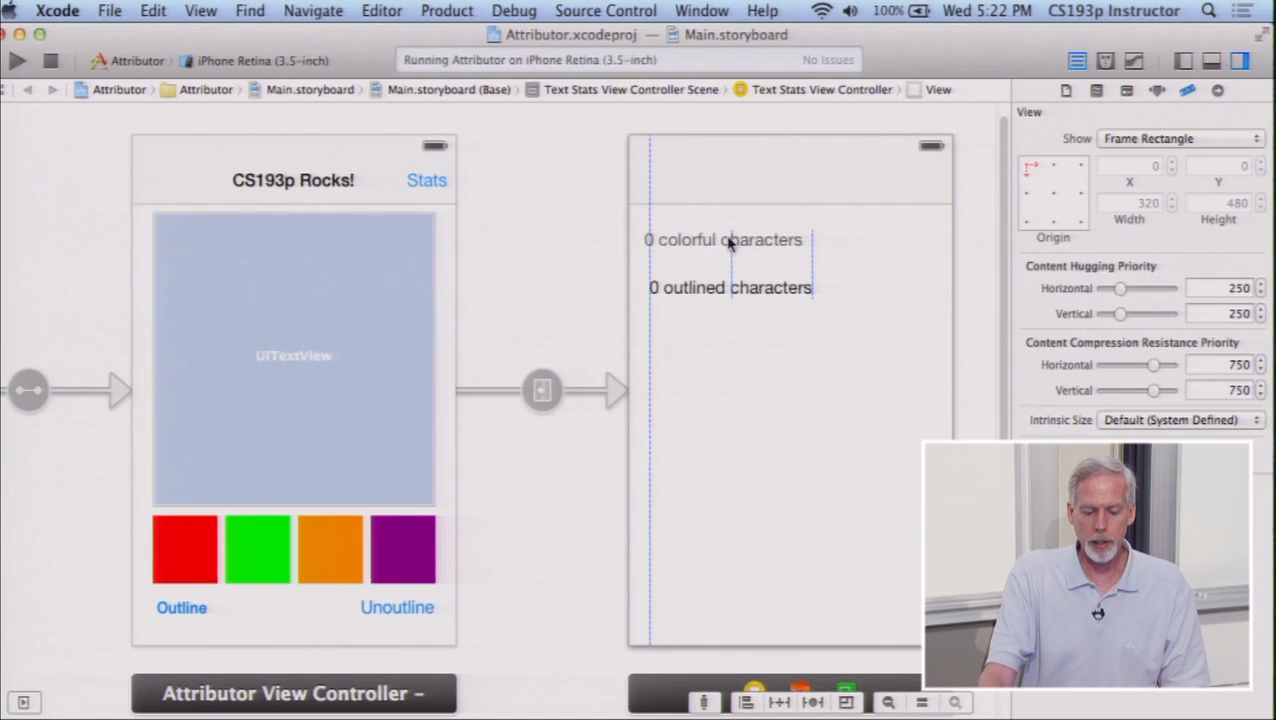 Xcode File Edit View Find Navigate Editor Product Debug Source Control Window Help 100% Wed 5:22 PM CS193p Instructor
Attributor.xcodeproj — Main.storyboard
Attributor iPhone Retina (3.5-inch) Running Attributor on iPhone Retina (3.5-inch) No Issues
Attributor Attributor Main.storyboard Main.storyboard (Base) Text Stats View Controller Scene Text Stats View Controller View
CS193p Rocks! Stats
UITextView
Outline Unoutline
Attributor View Controller –
0 colorful characters
0 outlined characters
View
Show Frame Rectangle
0 0
X Y
320 480
Width Height
Origin
Content Hugging Priority
Horizontal 250
Vertical 250
Content Compression Resistance Priority
Horizontal 750
Vertical 750
Intrinsic Size Default (System Defined)